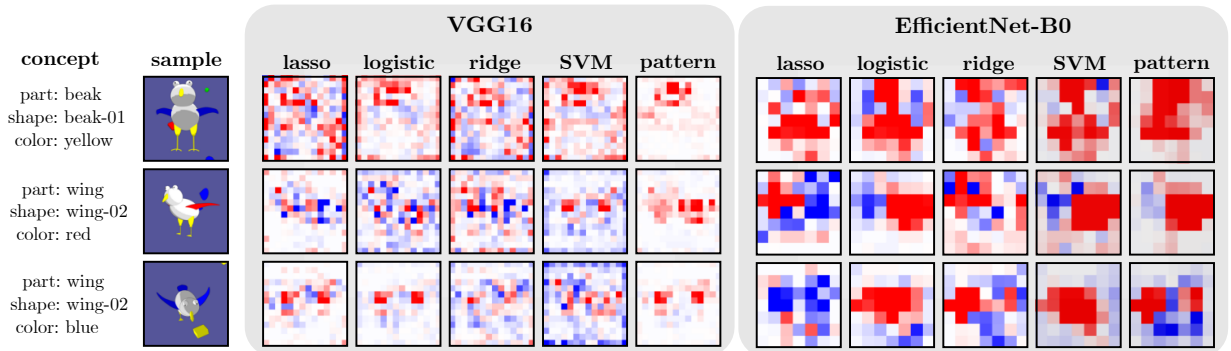 VGG16
EfficientNet-B0
concept
sample
lasso
logistic
ridge
SVM
pattern
lasso
logistic
ridge
SVM
pattern
part: beak
shape: beak-01
color: yellow
part: wing
shape: wing-02
color: red
part: wing
shape: wing-02
color: blue